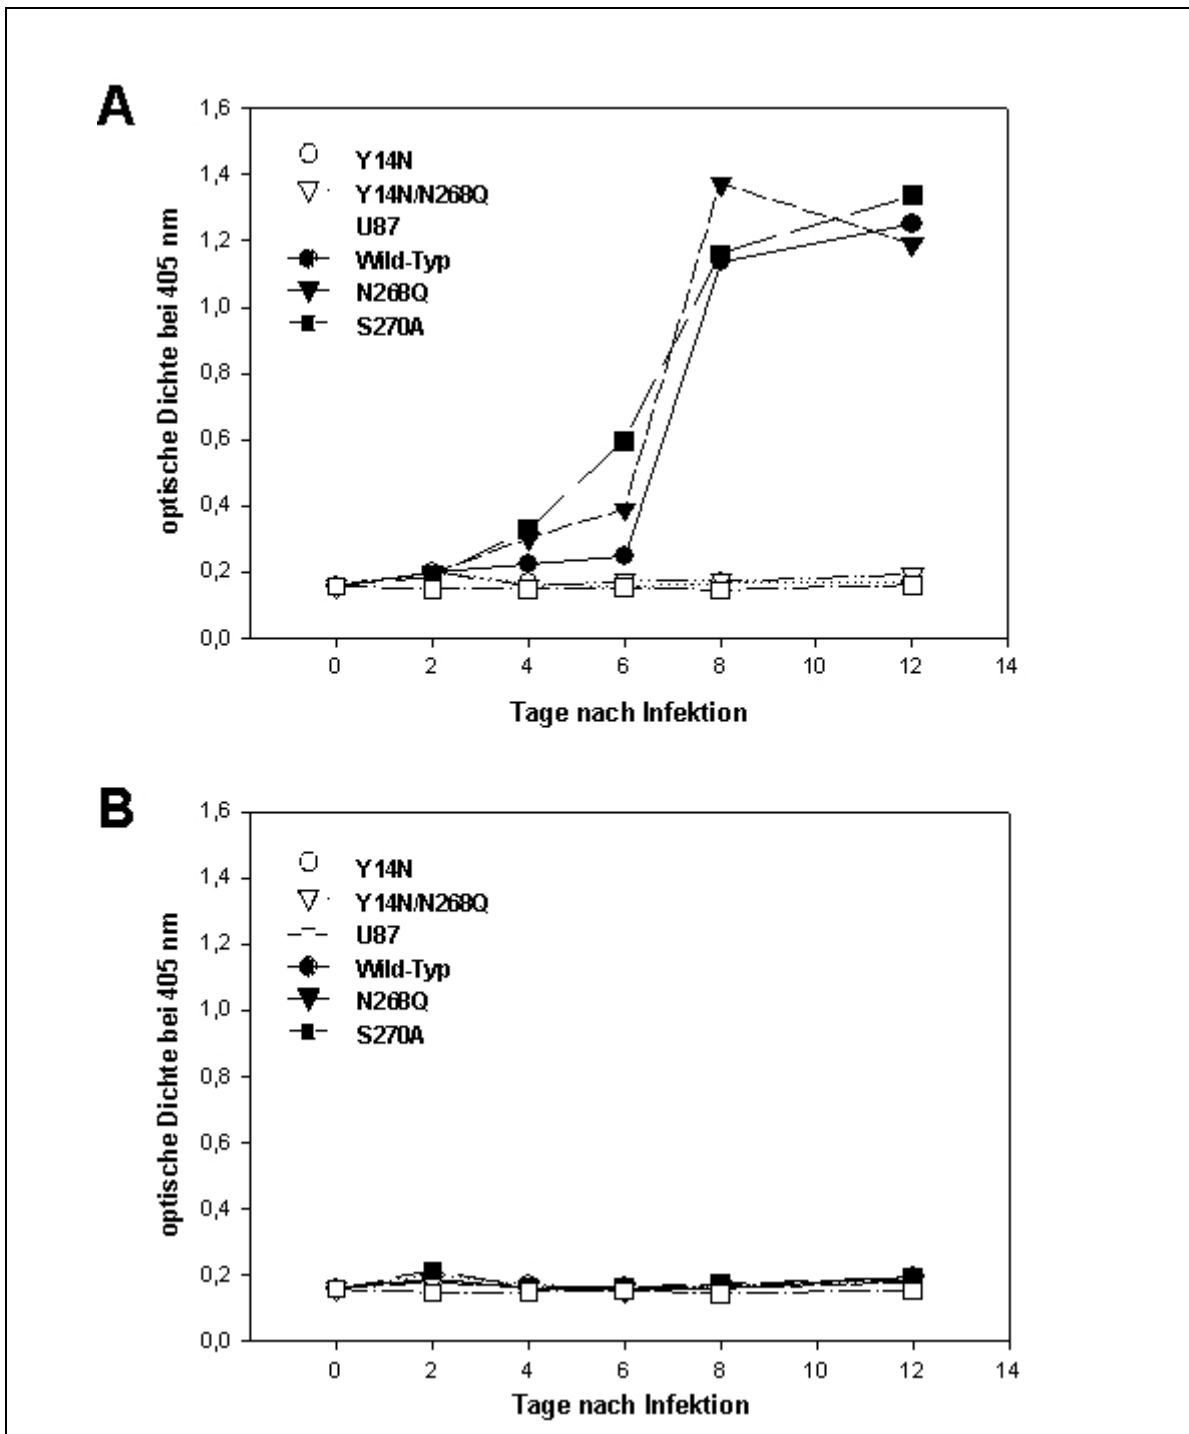 A
optische Dichte bei 405 nm
1,6
1,4
1,2
1,0
0,8
0,6
0,4
0,2
0,0
Y14N
Y14N/N268Q
U87
Wild-Typ
N268Q
S270A
0 2 4 6 8 10 12 14
Tage nach Infektion
B
optische Dichte bei 405 nm
1,6
1,4
1,2
1,0
0,8
0,6
0,4
0,2
0,0
Y14N
Y14N/N268Q
U87
Wild-Typ
N268Q
S270A
0 2 4 6 8 10 12 14
Tage nach Infektion